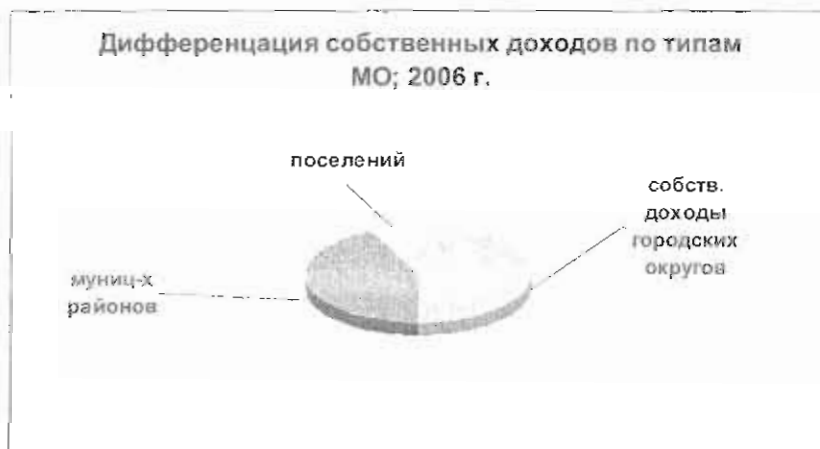 Дифференцация собственных доходов по типам
МО; 2006 г.
поселений
собств.
доходы
городских
округов
муниц-х
районов